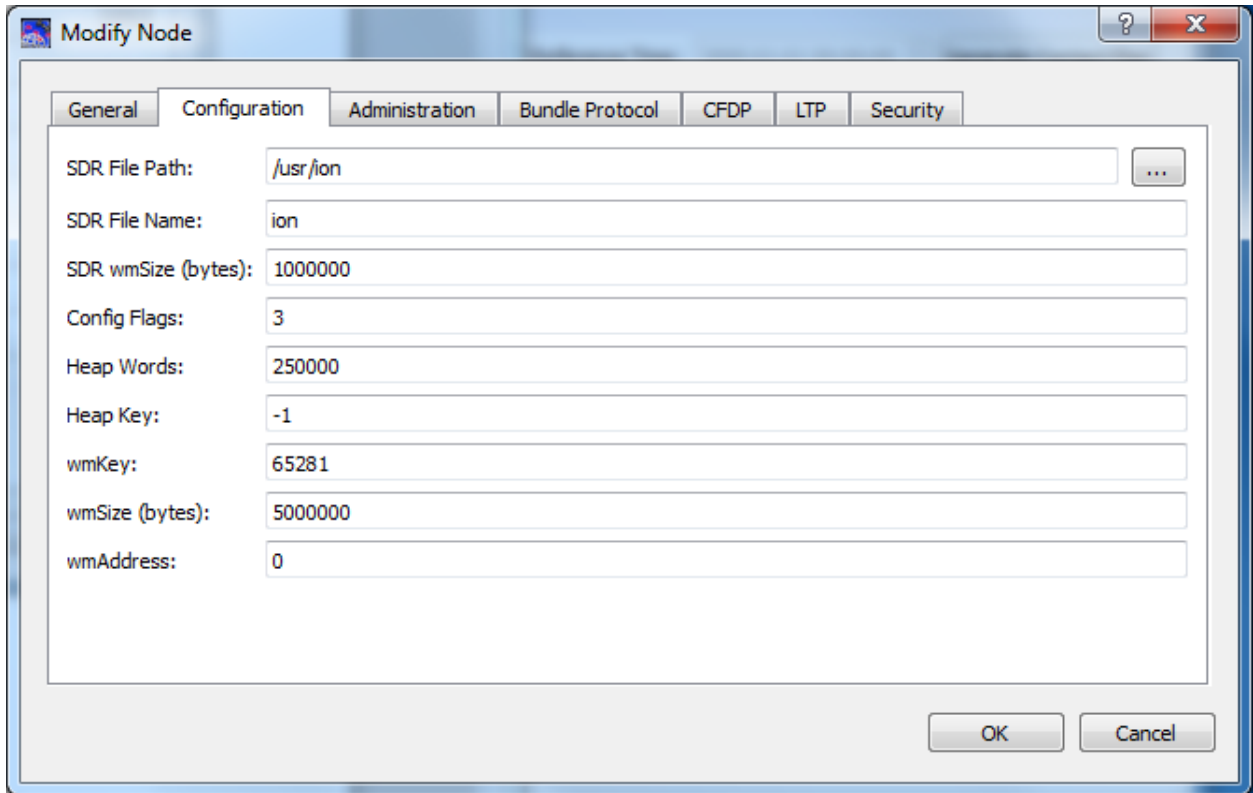 Modify Node
General Configuration Administration Bundle Protocol CFDP LTP Security
SDR File Path: /usr/ion ...
SDR File Name: ion
SDR wmSize (bytes): 1000000
Config Flags: 3
Heap Words: 250000
Heap Key: -1
wmKey: 65281
wmSize (bytes): 5000000
wmAddress: 0
OK Cancel